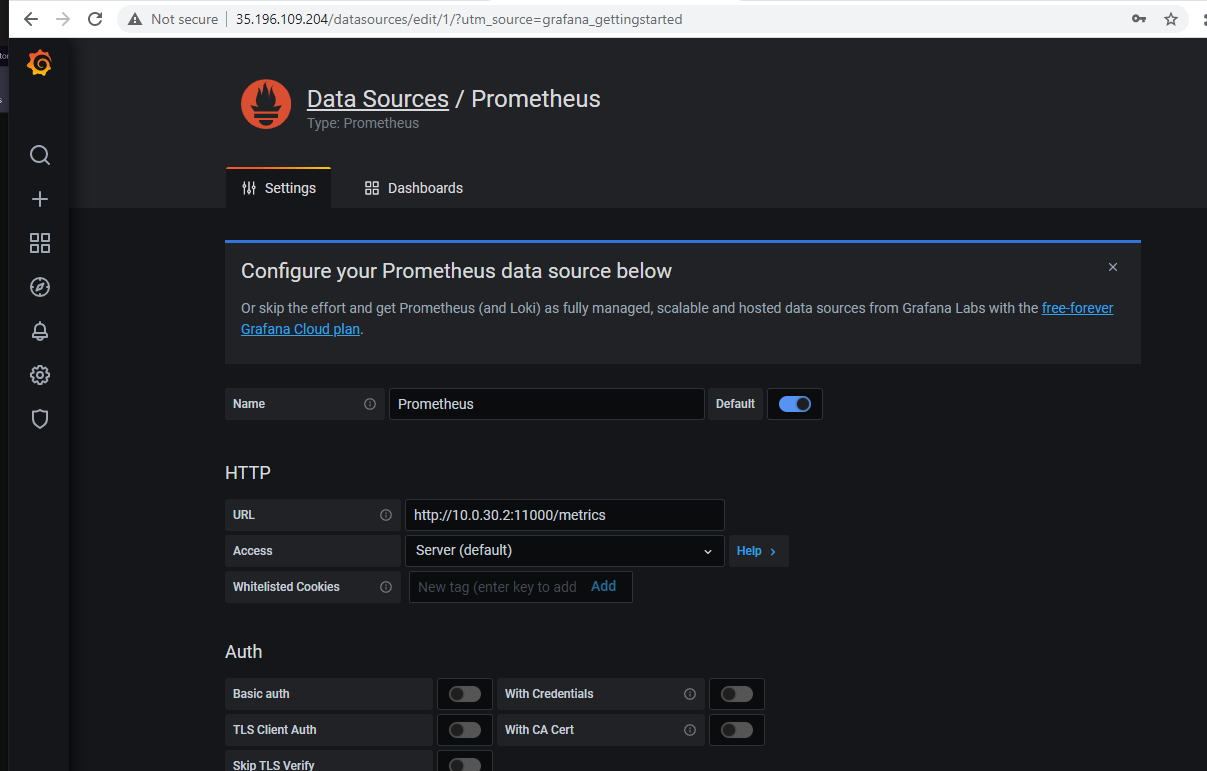 Not secure
35.196.109.204/datasources/edit/1/?utm_source=grafana_gettingstarted
Data Sources / Prometheus
Type: Prometheus
Settings
Dashboards
Configure your Prometheus data source below
Or skip the effort and get Prometheus (and Loki) as fully managed, scalable and hosted data sources from Grafana Labs with the free-forever
Grafana Cloud plan.
Name
Prometheus
Default
HTTP
URL
http://10.0.30.2:11000/metrics
Access
Server (default)
Help
Whitelisted Cookies
New tag (enter key to add
Add
Auth
Basic auth
With Credentials
TLS Client Auth
With CA Cert
Skip TLS Verify